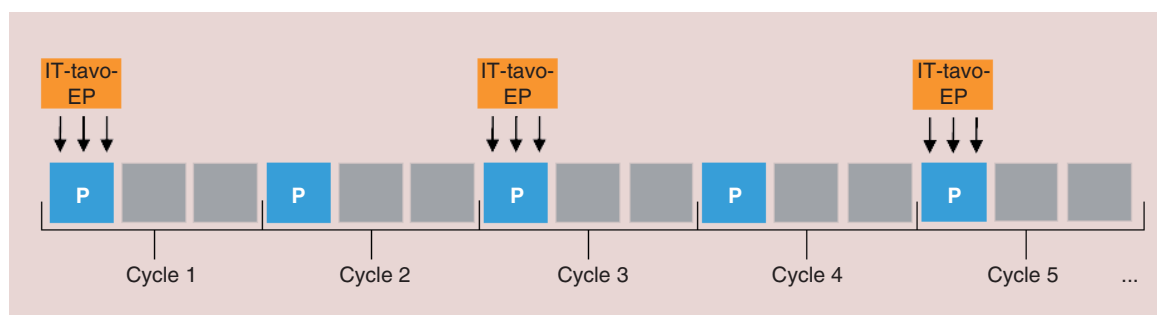 IT-tavo-
EP
IT-tavo-
EP
IT-tavo-
EP
P
P
P
P
P
Cycle 1
Cycle 2
Cycle 3
Cycle 4
Cycle 5
...